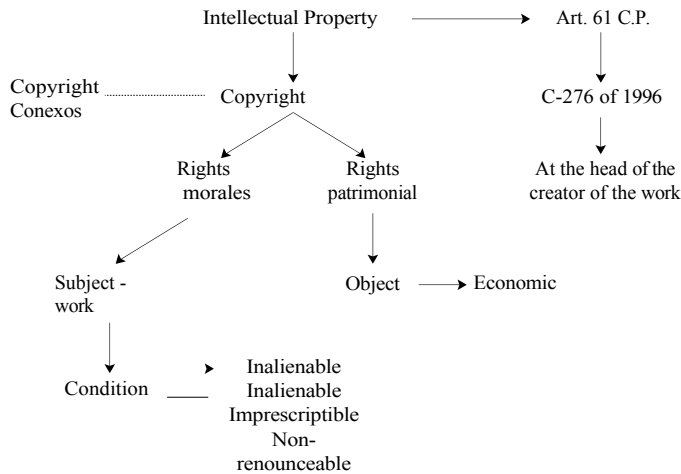 Intellectual Property
Art. 61 C.P.
Copyright
Conexos
Copyright
C-276 of 1996
Rights
morales
Rights
patrimonial
At the head of the
creator of the work
Subject -
work
Object
Economic
Condition
Inalienable
Inalienable
Imprescriptible
Non-
renounceable